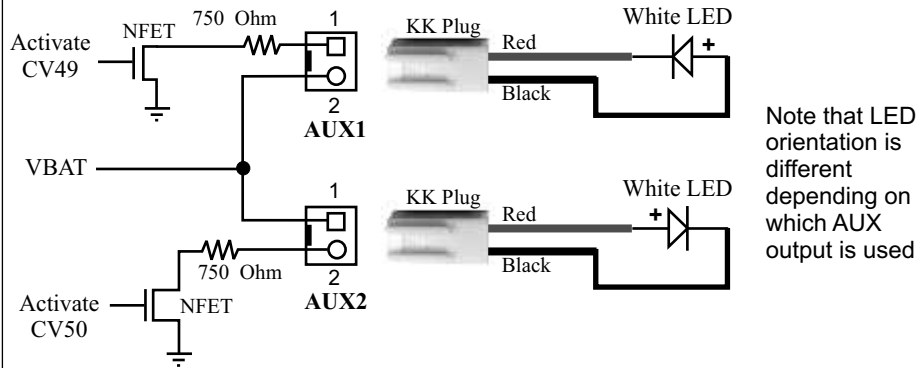 Activate
CV49
NFET
750 Ohm
1
2
AUX1
KK Plug
Red
Black
White LED
+
VBAT
1
2
AUX2
750 Ohm
Activate
CV50
NFET
KK Plug
Red
Black
White LED
+
Note that LED
orientation is
different
depending on
which AUX
output is used